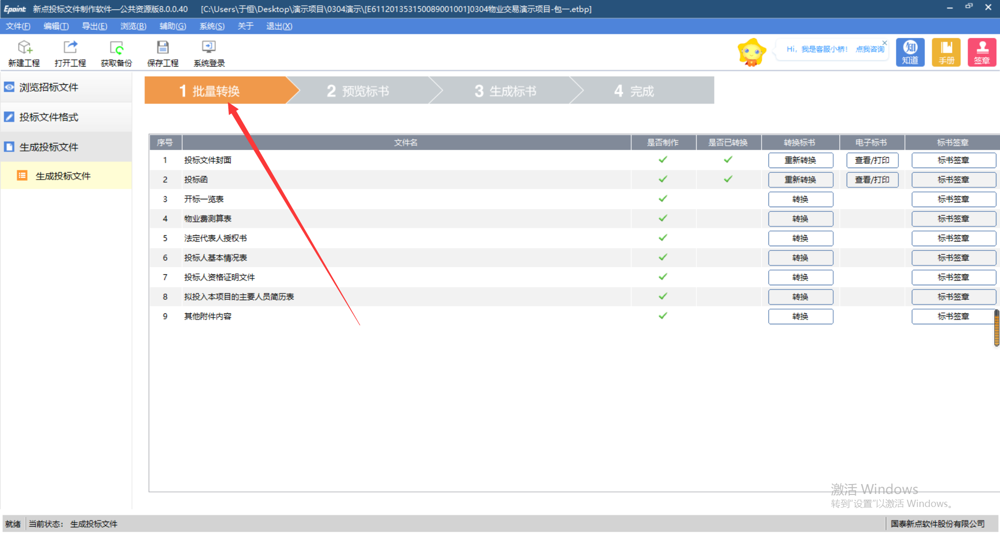 Epoint 新点投标文件制作软件—公共资源版8.0.0.40 [C:\Users\于恒\Desktop\演示项目\0304演示\[E6112013531500890010​01]0304物业交易演示项目-包一.etbp]
文件(F) 编辑(T) 导出(E) 浏览(B) 辅助(G) 系统(S) 关于 退出(X)
新建工程 打开工程 获取备份 保存工程 系统登录
Hi，我是客服小桥！ 点我咨询
知 知道 手册 签章
浏览招标文件
投标文件格式
生成投标文件
生成投标文件
1 批量转换 2 预览标书 3 生成标书 4 完成
序号 文件名 是否制作 是否已转换 转换标书 电子标书 标书签章
1 投标文件封面 重新转换 查看/打印 标书签章
2 投标函 重新转换 查看/打印 标书签章
3 开标一览表 转换 标书签章
4 物业费测算表 转换 标书签章
5 法定代表人授权书 转换 标书签章
6 投标人基本情况表 转换 标书签章
7 投标人资格证明文件 转换 标书签章
8 拟投入本项目的主要人员简历表 转换 标书签章
9 其他附件内容 转换 标书签章
激活 Windows
转到"设置"以激活 Windows。
就绪 当前状态： 生成投标文件 国泰新点软件股份有限公司